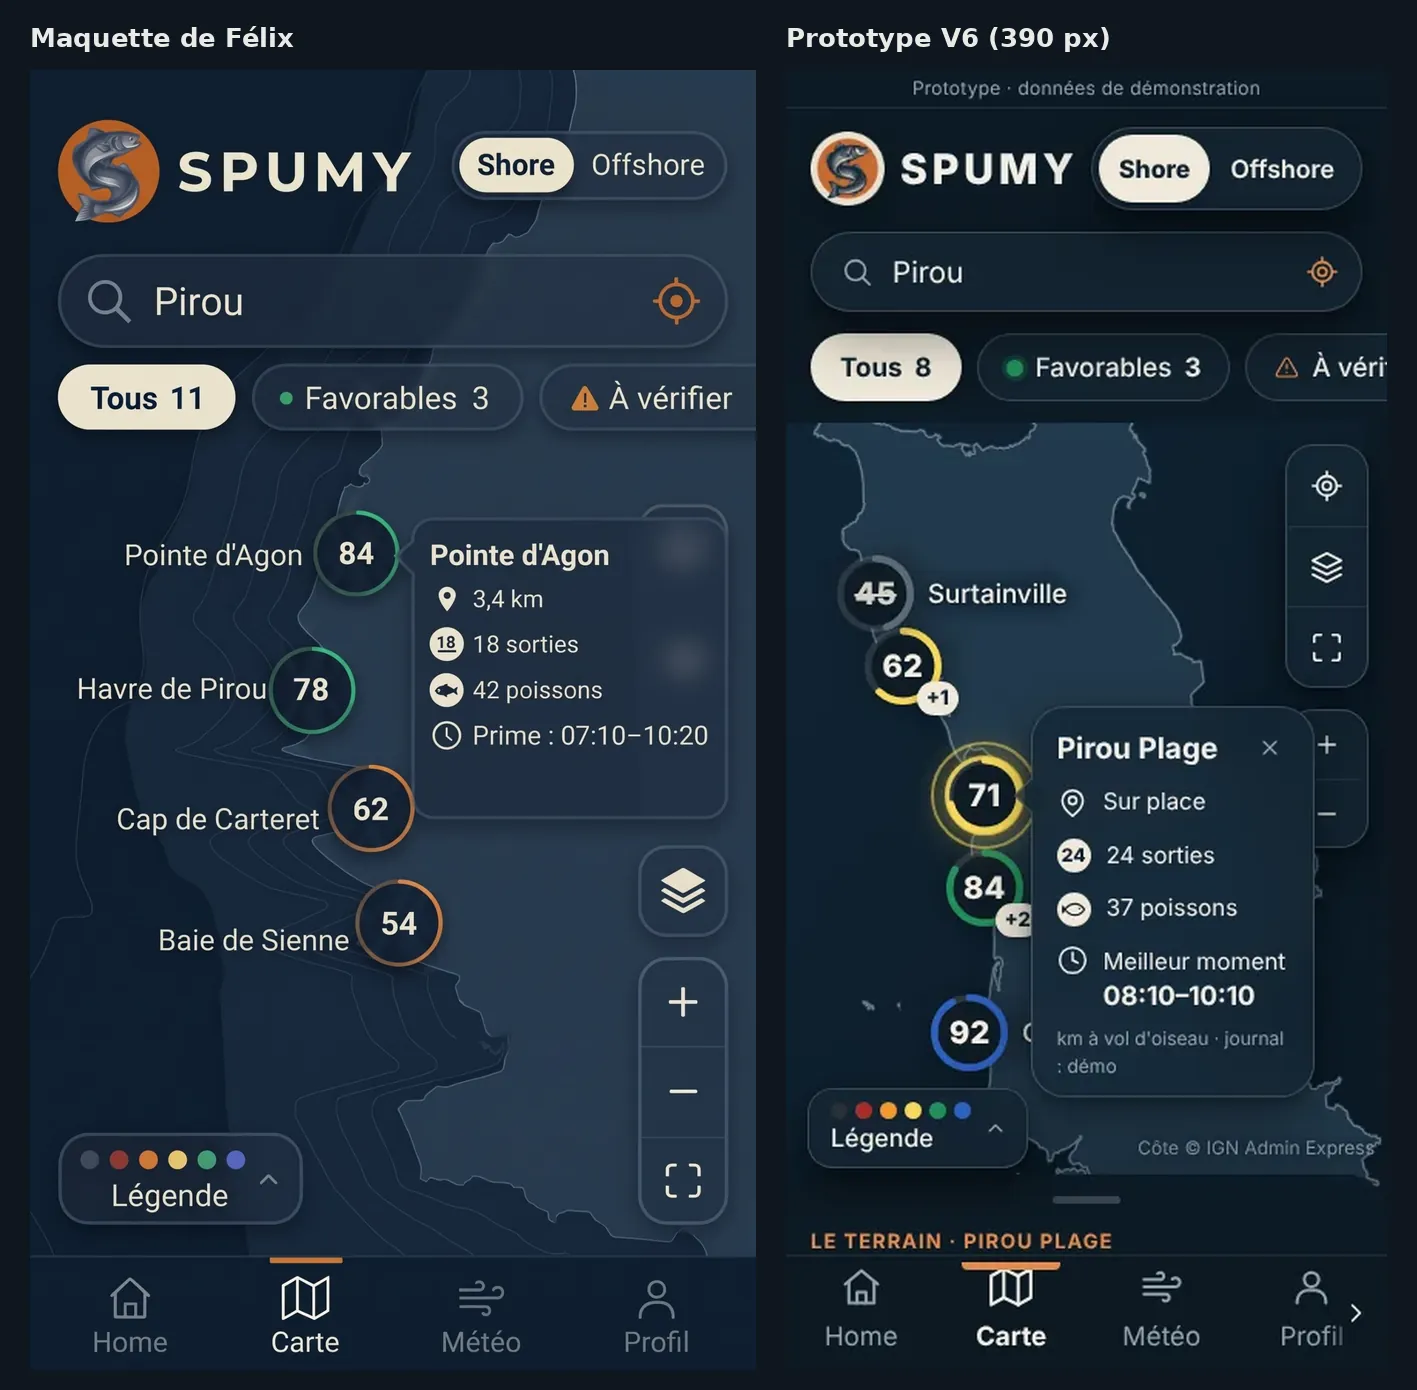 Maquette de Félix
SPUMY
Shore
Offshore
Pirou
Tous 11
Favorables 3
À vérifier
Pointe d'Agon
84
Pointe d'Agon
3,4 km
18
18 sorties
42 poissons
Prime : 07:10–10:20
Havre de Pirou
78
Cap de Carteret
62
Baie de Sienne
54
Légende
Home
Carte
Météo
Profil
Prototype V6 (390 px)
Prototype · données de démonstration
SPUMY
Shore
Offshore
Pirou
Tous 8
Favorables 3
À véri
45
Surtainville
62
+1
71
Pirou Plage
Sur place
24
24 sorties
37 poissons
Meilleur moment
08:10–10:10
km à vol d'oiseau · journal
: démo
84
+2
92
Légende
Côte © IGN Admin Express
LE TERRAIN · PIROU PLAGE
Home
Carte
Météo
Profil